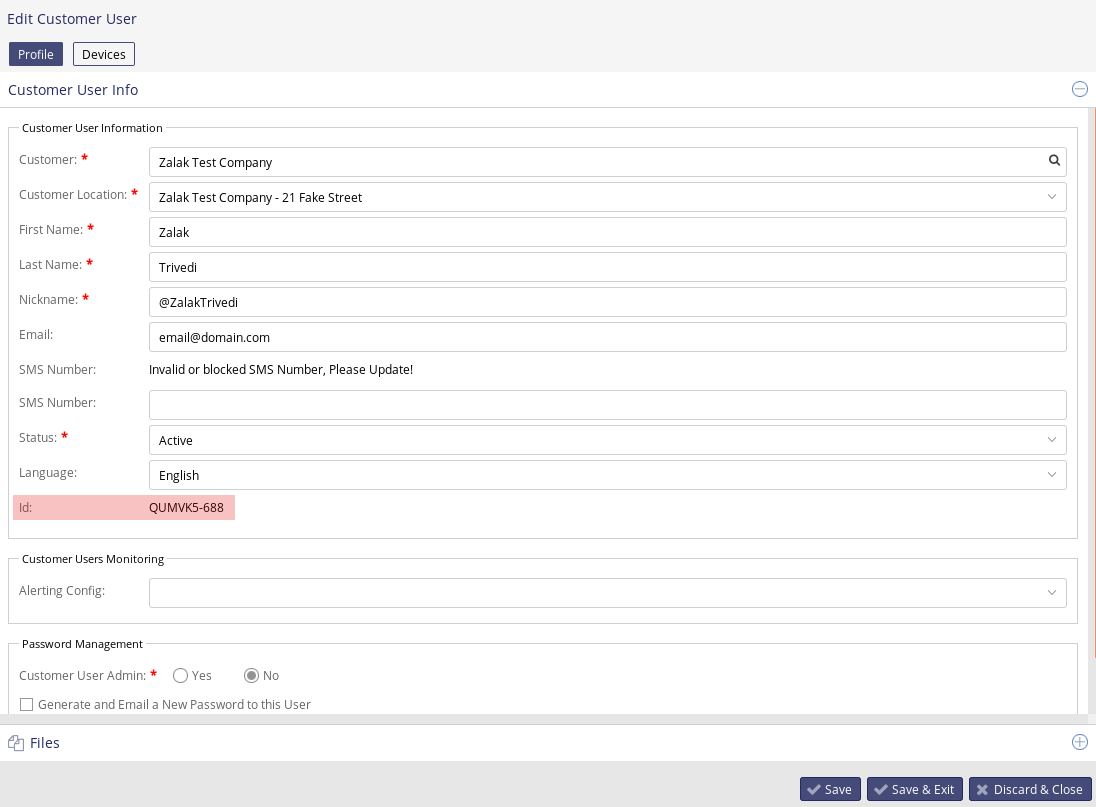 Edit Customer User
Profile Devices
Customer User Info
Customer User Information
Customer: * Zalak Test Company
Customer Location: * Zalak Test Company - 21 Fake Street
First Name: * Zalak
Last Name: * Trivedi
Nickname: * @ZalakTrivedi
Email: email@domain.com
SMS Number: Invalid or blocked SMS Number, Please Update!
SMS Number:
Status: * Active
Language: English
Id: QUMVK5-688
Customer Users Monitoring
Alerting Config:
Password Management
Customer User Admin: * Yes No
Generate and Email a New Password to this User
Files
Save Save & Exit Discard & Close